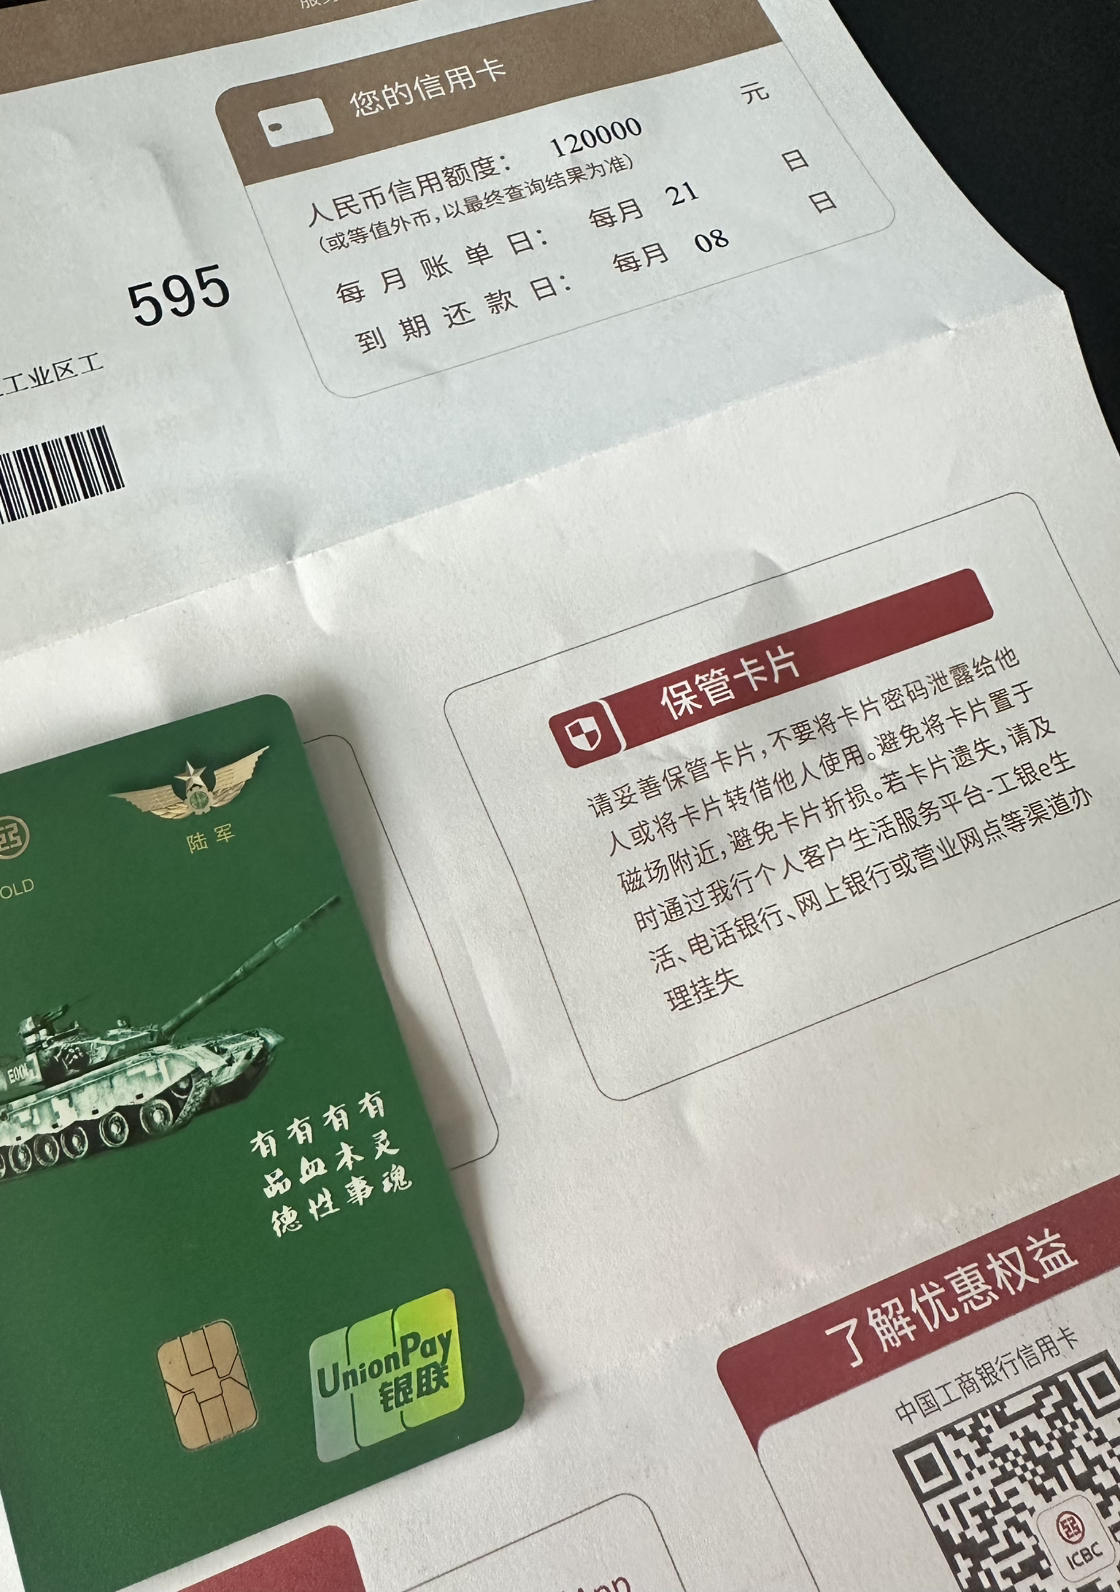 您的信用卡
人民币信用额度： 120000 元
（或等值外币，以最终查询结果为准）
每月账单日： 每月 21 日
到期还款日： 每月 08 日
595
工业区工
保管卡片
请妥善保管卡片，不要将卡片密码泄露给他
人或将卡片转借他人使用。避免将卡片置于
磁场附近，避免卡片折损。若卡片遗失，请及
时通过我行个人客户生活服务平台-工银e生
活、电话银行、网上银行或营业网点等渠道办
理挂失
陆军
OLD
有有有有
品血本灵
德性事魂
UnionPay
银联
了解优惠权益
中国工商银行信用卡
ICBC
App